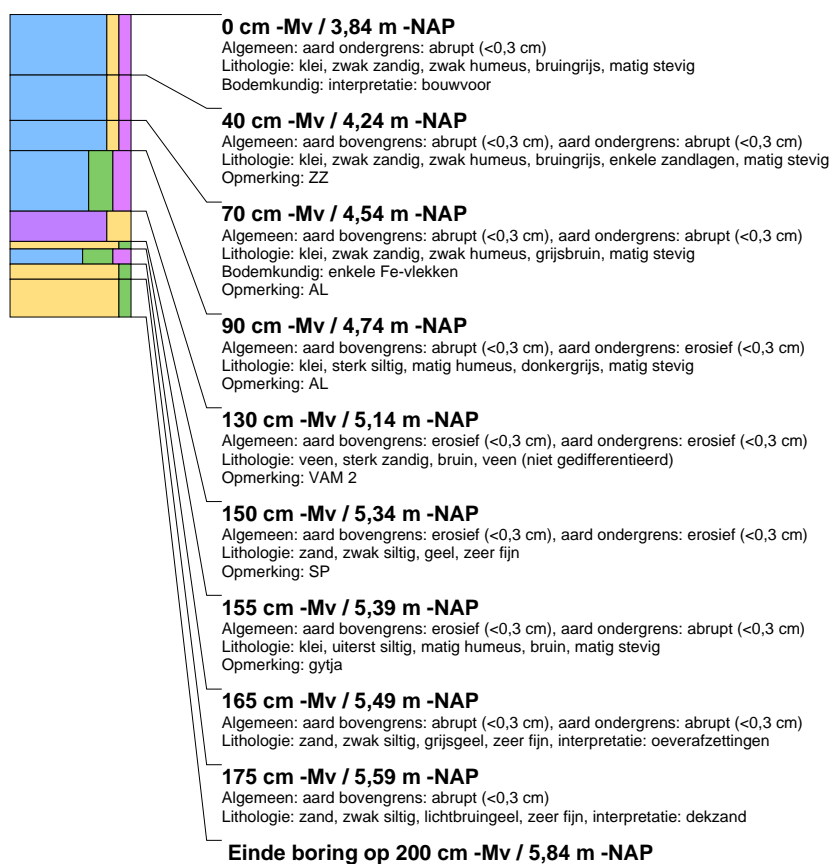 0 cm -Mv / 3,84 m -NAP
Algemeen: aard ondergrens: abrupt (<0,3 cm)
Lithologie: klei, zwak zandig, zwak humeus, bruingrijs, matig stevig
Bodemkundig: interpretatie: bouwvoor
40 cm -Mv / 4,24 m -NAP
Algemeen: aard bovengrens: abrupt (<0,3 cm), aard ondergrens: abrupt (<0,3 cm)
Lithologie: klei, zwak zandig, zwak humeus, bruingrijs, enkele zandlagen, matig stevig
Opmerking: ZZ
70 cm -Mv / 4,54 m -NAP
Algemeen: aard bovengrens: abrupt (<0,3 cm), aard ondergrens: abrupt (<0,3 cm)
Lithologie: klei, zwak zandig, zwak humeus, grijsbruin, matig stevig
Bodemkundig: enkele Fe-vlekken
Opmerking: AL
90 cm -Mv / 4,74 m -NAP
Algemeen: aard bovengrens: abrupt (<0,3 cm), aard ondergrens: erosief (<0,3 cm)
Lithologie: klei, sterk siltig, matig humeus, donkergrijs, matig stevig
Opmerking: AL
130 cm -Mv / 5,14 m -NAP
Algemeen: aard bovengrens: erosief (<0,3 cm), aard ondergrens: erosief (<0,3 cm)
Lithologie: veen, sterk zandig, bruin, veen (niet gedifferentieerd)
Opmerking: VAM 2
150 cm -Mv / 5,34 m -NAP
Algemeen: aard bovengrens: erosief (<0,3 cm), aard ondergrens: erosief (<0,3 cm)
Lithologie: zand, zwak siltig, geel, zeer fijn
Opmerking: SP
155 cm -Mv / 5,39 m -NAP
Algemeen: aard bovengrens: erosief (<0,3 cm), aard ondergrens: abrupt (<0,3 cm)
Lithologie: klei, uiterst siltig, matig humeus, bruin, matig stevig
Opmerking: gytja
165 cm -Mv / 5,49 m -NAP
Algemeen: aard bovengrens: abrupt (<0,3 cm), aard ondergrens: abrupt (<0,3 cm)
Lithologie: zand, zwak siltig, grijsgeel, zeer fijn, interpretatie: oeverafzettingen
175 cm -Mv / 5,59 m -NAP
Algemeen: aard bovengrens: abrupt (<0,3 cm)
Lithologie: zand, zwak siltig, lichtbruingeel, zeer fijn, interpretatie: dekzand
Einde boring op 200 cm -Mv / 5,84 m -NAP